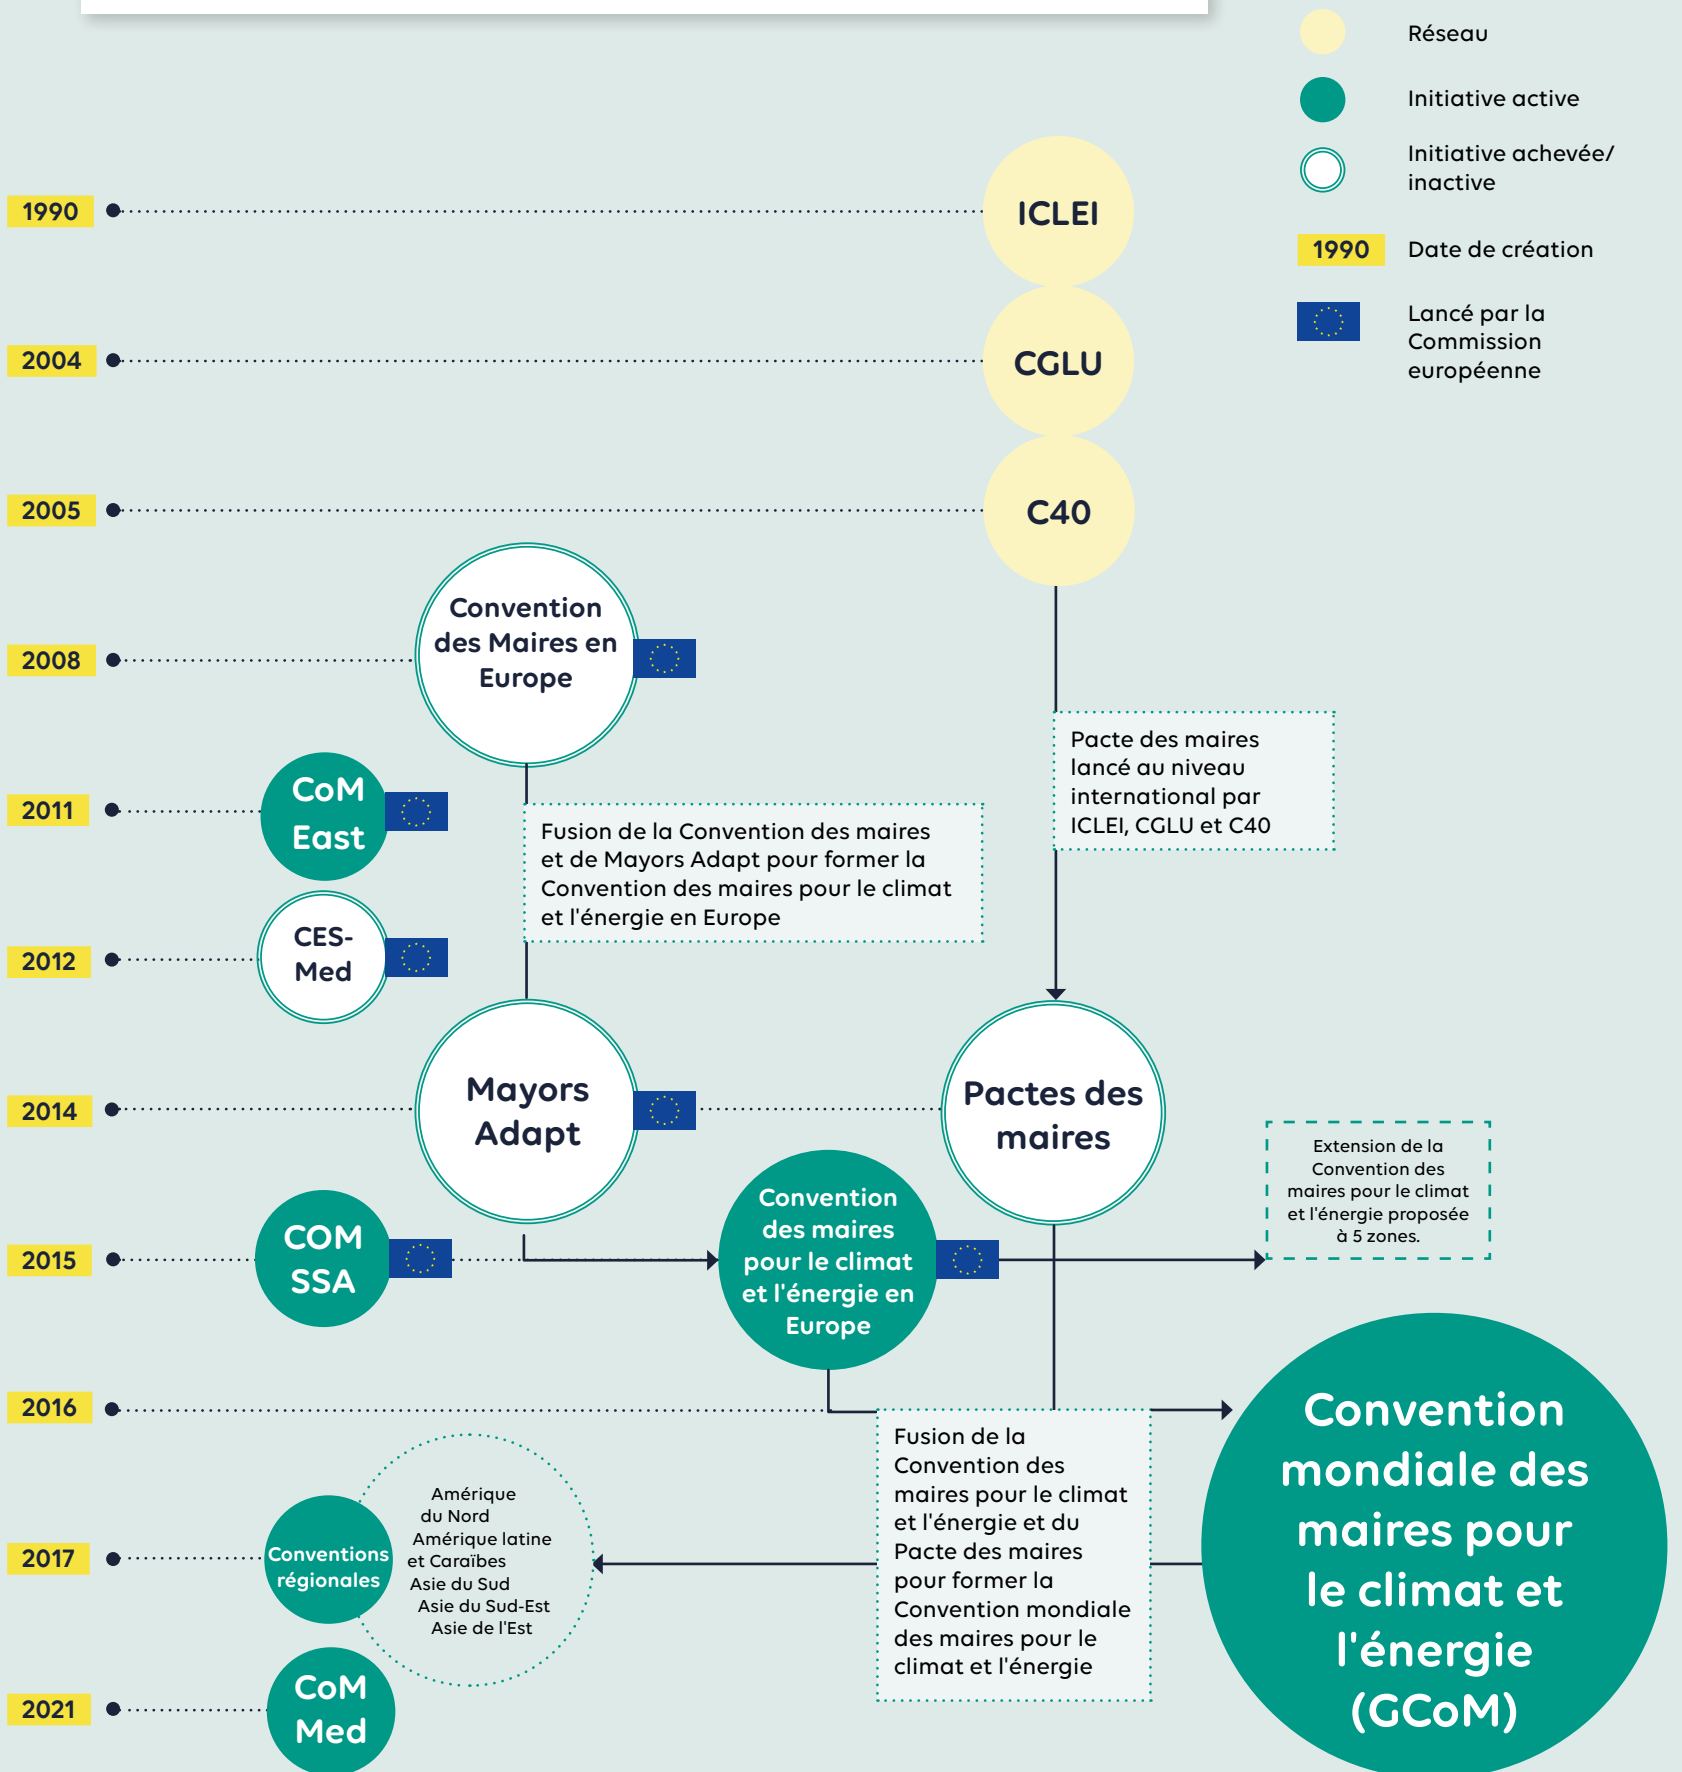 Réseau
Initiative active
Initiative achevée/
inactive
1990
Date de création
Lancé par la
Commission
européenne
1990
ICLEI
2004
CGLU
2005
C40
2008
Convention
des Maires en
Europe
Pacte des maires
lancé au niveau
international par
ICLEI, CGLU et C40
2011
CoM
East
Fusion de la Convention des maires
et de Mayors Adapt pour former la
Convention des maires pour le climat
et l'énergie en Europe
2012
CES-
Med
2014
Mayors
Adapt
Pactes des
maires
Extension de la
Convention des
maires pour le climat
et l'énergie proposée
à 5 zones.
2015
COM
SSA
Convention
des maires
pour le climat
et l'énergie en
Europe
2016
Fusion de la
Convention des
maires pour le climat
et l'énergie et du
Pacte des maires
pour former la
Convention mondiale
des maires pour le
climat et l'énergie
Convention
mondiale des
maires pour
le climat et
l'énergie
(GCoM)
2017
Conventions
régionales
Amérique
du Nord
Amérique latine
et Caraïbes
Asie du Sud
Asie du Sud-Est
Asie de l'Est
2021
CoM
Med